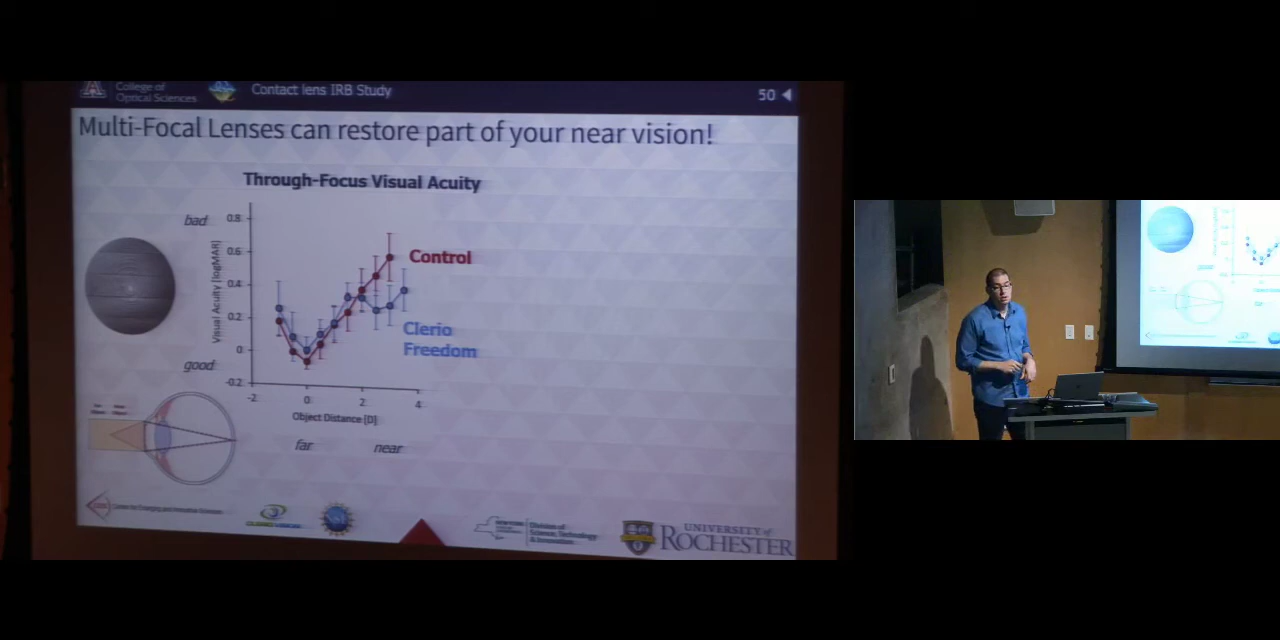 College of
Optical Sciences
Contact lens IRB Study
50
Multi-Focal Lenses can restore part of your near vision!
Through-Focus Visual Acuity
bad
good
Visual Acuity [logMAR]
0.8
0.6
0.4
0.2
0
-0.2
-2
0
2
4
Object Distance [D]
far
near
Control
Clerio
Freedom
Center for Emerging and Innovative Sciences
NEW YORK
Division of
Science, Technology
& Innovation
UNIVERSITY of
ROCHESTER